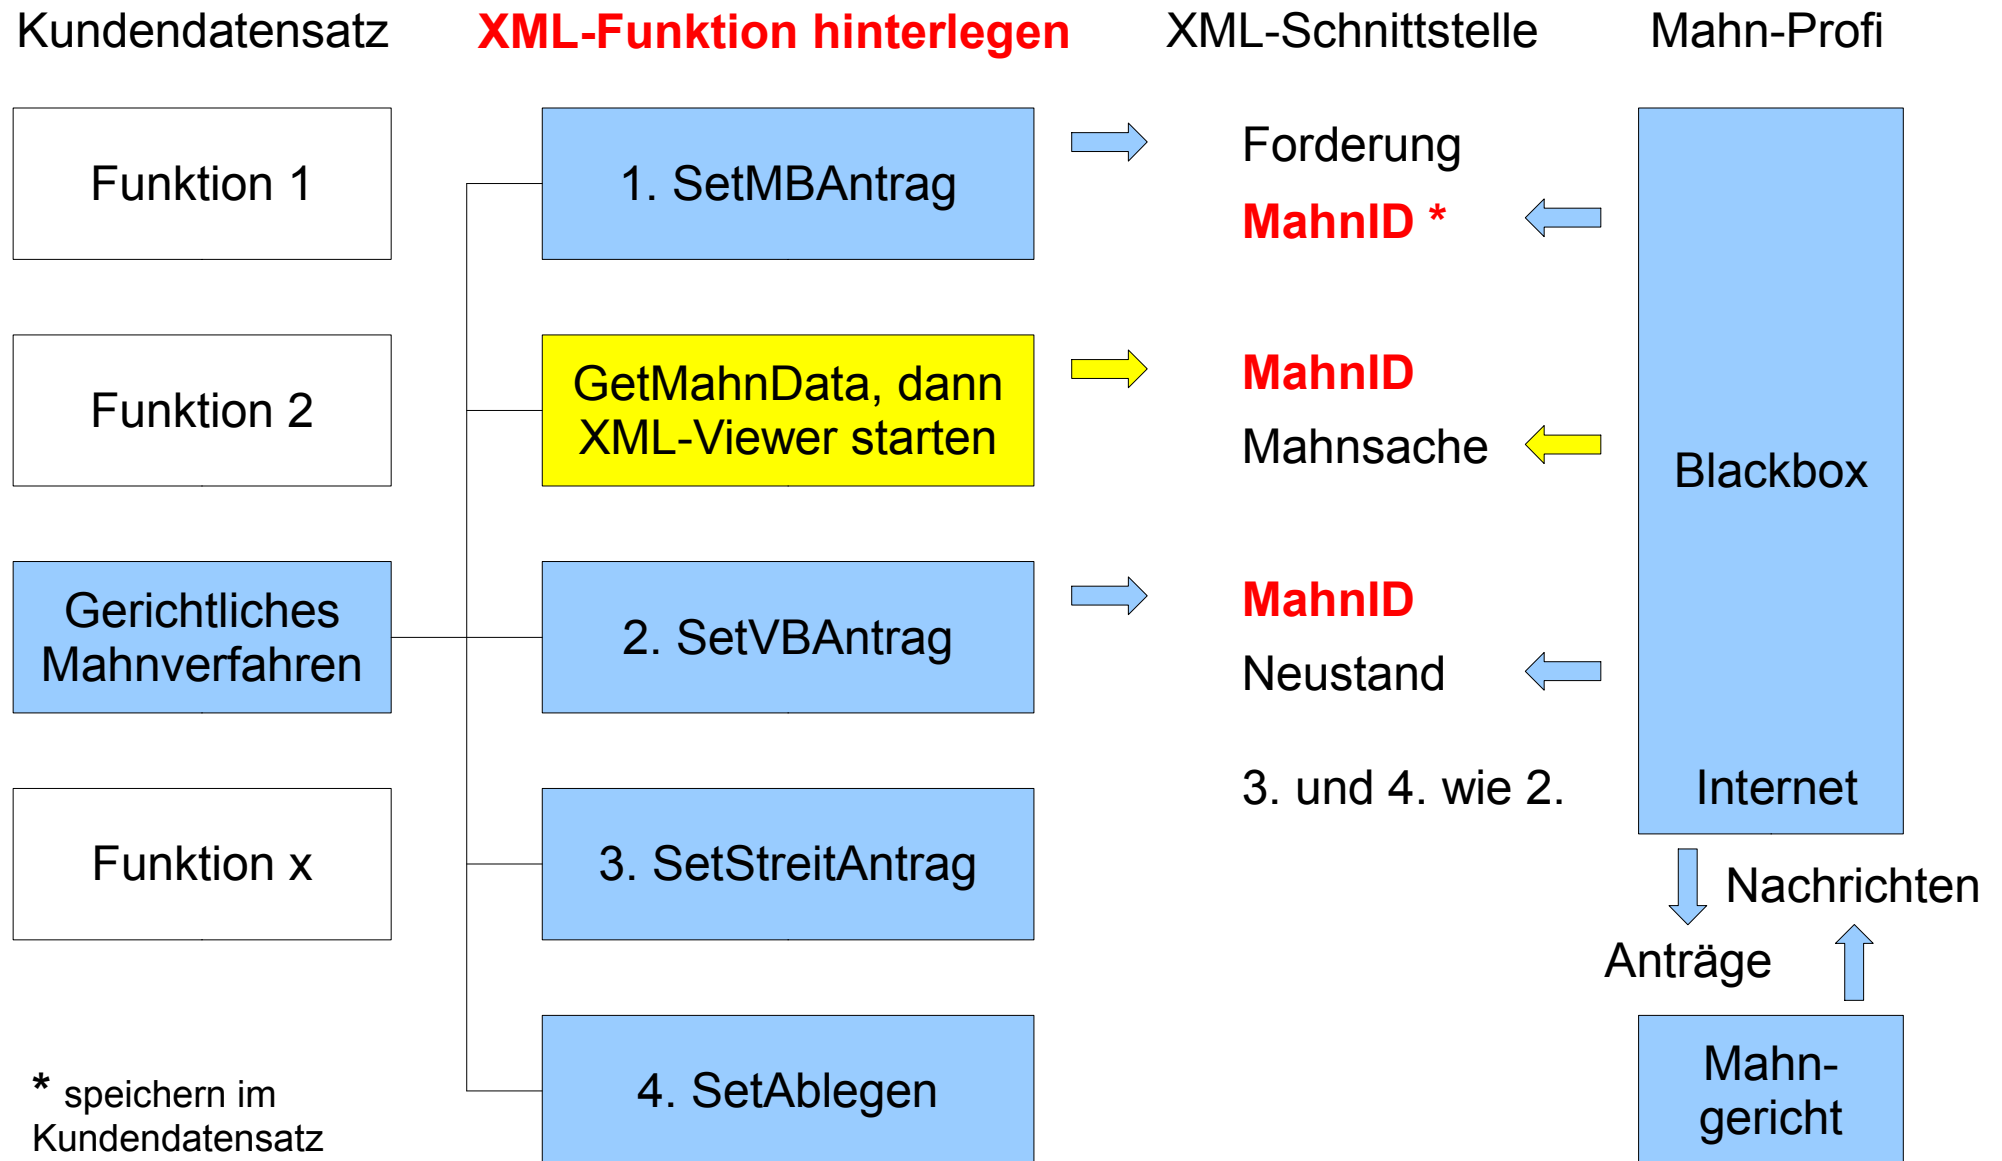 Kundendatensatz
XML-Funktion hinterlegen
XML-Schnittstelle
Mahn-Profi
Funktion 1
Funktion 2
Gerichtliches
Mahnverfahren
Funktion x
* speichern im
Kundendatensatz
1. SetMBAntrag
GetMahnData, dann
XML-Viewer starten
2. SetVBAntrag
3. SetStreitAntrag
4. SetAblegen
Forderung
MahnID *
MahnID
Mahnsache
MahnID
Neustand
3. und 4. wie 2.
Blackbox
Internet
Nachrichten
Anträge
Mahn-
gericht